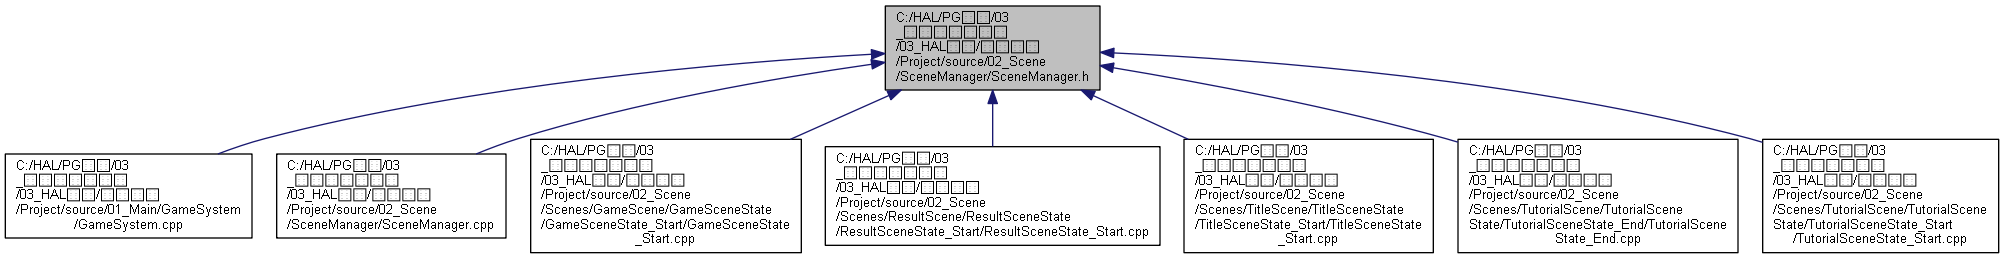 C:/HAL/PG□□/03
_□□□□□□□
/03_HAL□□/□□□□
/Project/source/02_Scene
/SceneManager/SceneManager.h
C:/HAL/PG□□/03
_□□□□□□□
/03_HAL□□/□□□□
/Project/source/01_Main/GameSystem
/GameSystem.cpp
C:/HAL/PG□□/03
_□□□□□□□
/03_HAL□□/□□□□
/Project/source/02_Scene
/SceneManager/SceneManager.cpp
C:/HAL/PG□□/03
_□□□□□□□
/03_HAL□□/□□□□
/Project/source/02_Scene
/Scenes/GameScene/GameSceneState
/GameSceneState_Start/GameSceneState
_Start.cpp
C:/HAL/PG□□/03
_□□□□□□□
/03_HAL□□/□□□□
/Project/source/02_Scene
/Scenes/ResultScene/ResultSceneState
/ResultSceneState_Start/ResultSceneState_Start.cpp
C:/HAL/PG□□/03
_□□□□□□□
/03_HAL□□/□□□□
/Project/source/02_Scene
/Scenes/TitleScene/TitleSceneState
/TitleSceneState_Start/TitleSceneState
_Start.cpp
C:/HAL/PG□□/03
_□□□□□□□
/03_HAL□□/□□□□
/Project/source/02_Scene
/Scenes/TutorialScene/TutorialScene
State/TutorialSceneState_End/TutorialScene
State_End.cpp
C:/HAL/PG□□/03
_□□□□□□□
/03_HAL□□/□□□□
/Project/source/02_Scene
/Scenes/TutorialScene/TutorialScene
State/TutorialSceneState_Start
/TutorialSceneState_Start.cpp